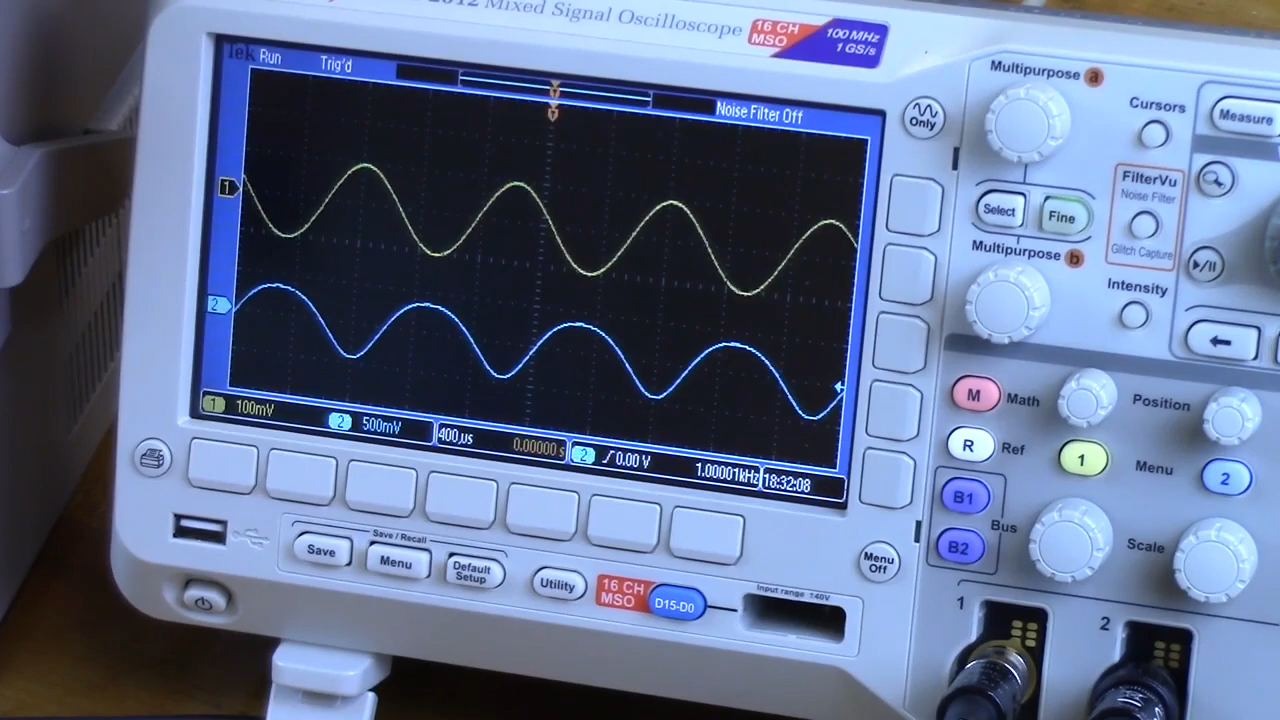 2012 Mixed Signal Oscilloscope
16 CH
MSO
100 MHz
1 GS/s
Tek Run
Trig'd
Noise Filter Off
1
2
1 100mV
2 500mV
400µs
0.00000 s
2 0.00 V
1.00001kHz
18:32:08
Only
Multipurpose a
Cursors
Measure
FilterVu
Noise Filter
Glitch Capture
Select
Fine
Multipurpose b
Intensity
M Math
Position
R Ref
1
Menu
2
B1
B2
Bus
Scale
Menu
Off
Save / Recall
Save
Menu
Default
Setup
Utility
16 CH
MSO
D15-D0
Input range ±40V
1
2